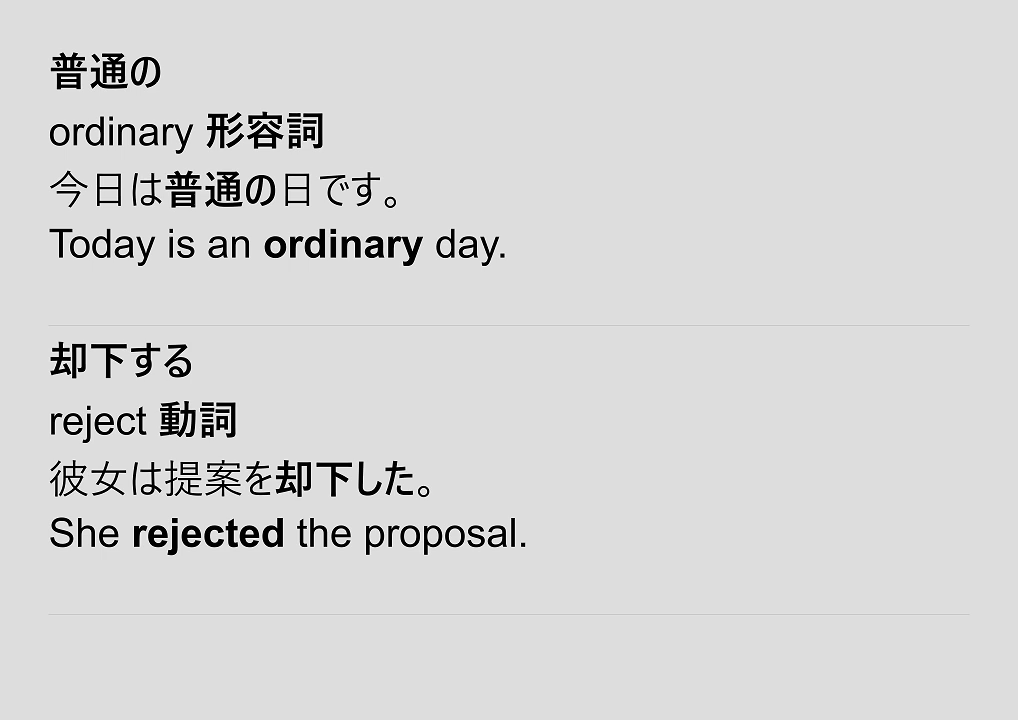 普通の
ordinary 形容詞
今日は普通の日です。
Today is an ordinary day.
却下する
reject 動詞
彼女は提案を却下した。
She rejected the proposal.